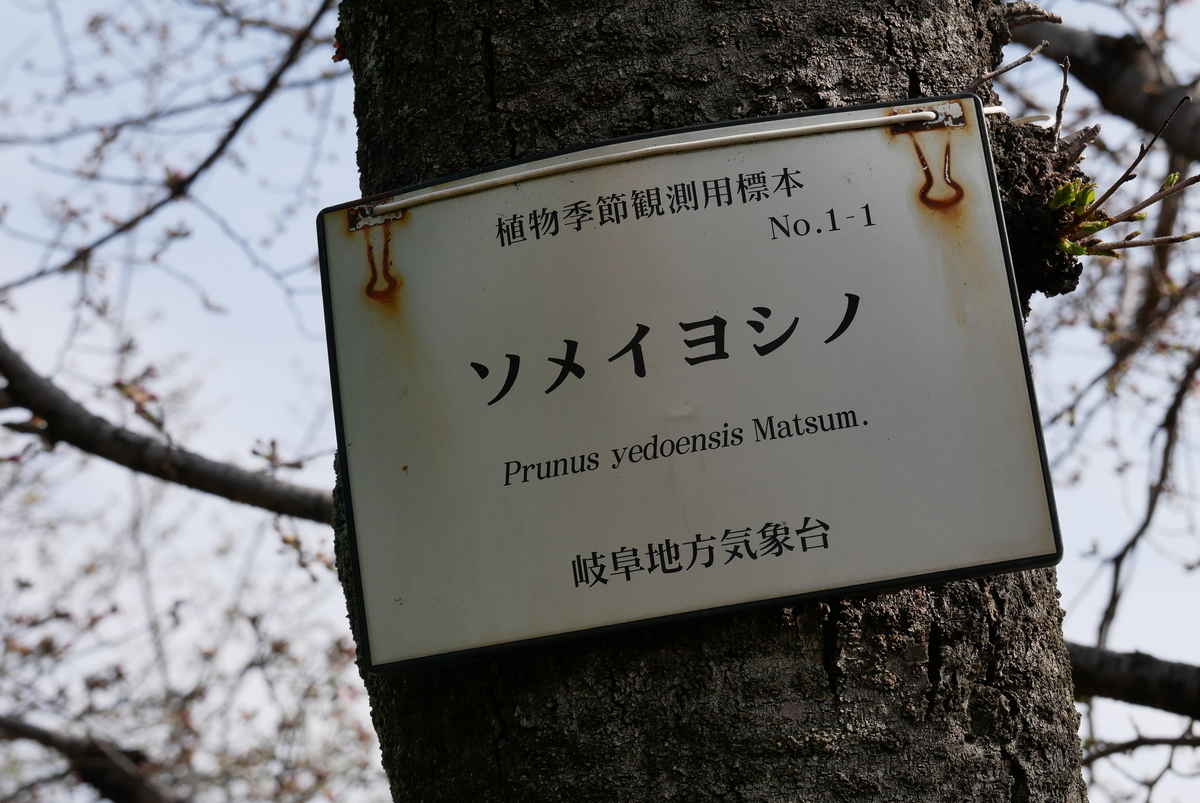 植物季節観測用標本
No.1-1
ソメイヨシノ
Prunus yedoensis Matsum.
岐阜地方気象台